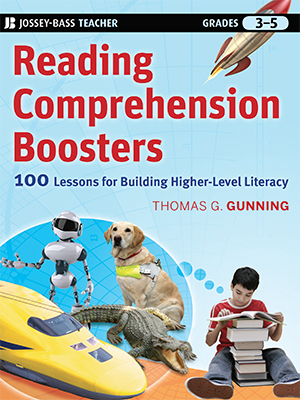 JB JOSSEY-BASS TEACHER GRADES 3–5
Reading
Comprehension
Boosters
100 Lessons for Building Higher-Level Literacy
THOMAS G. GUNNING